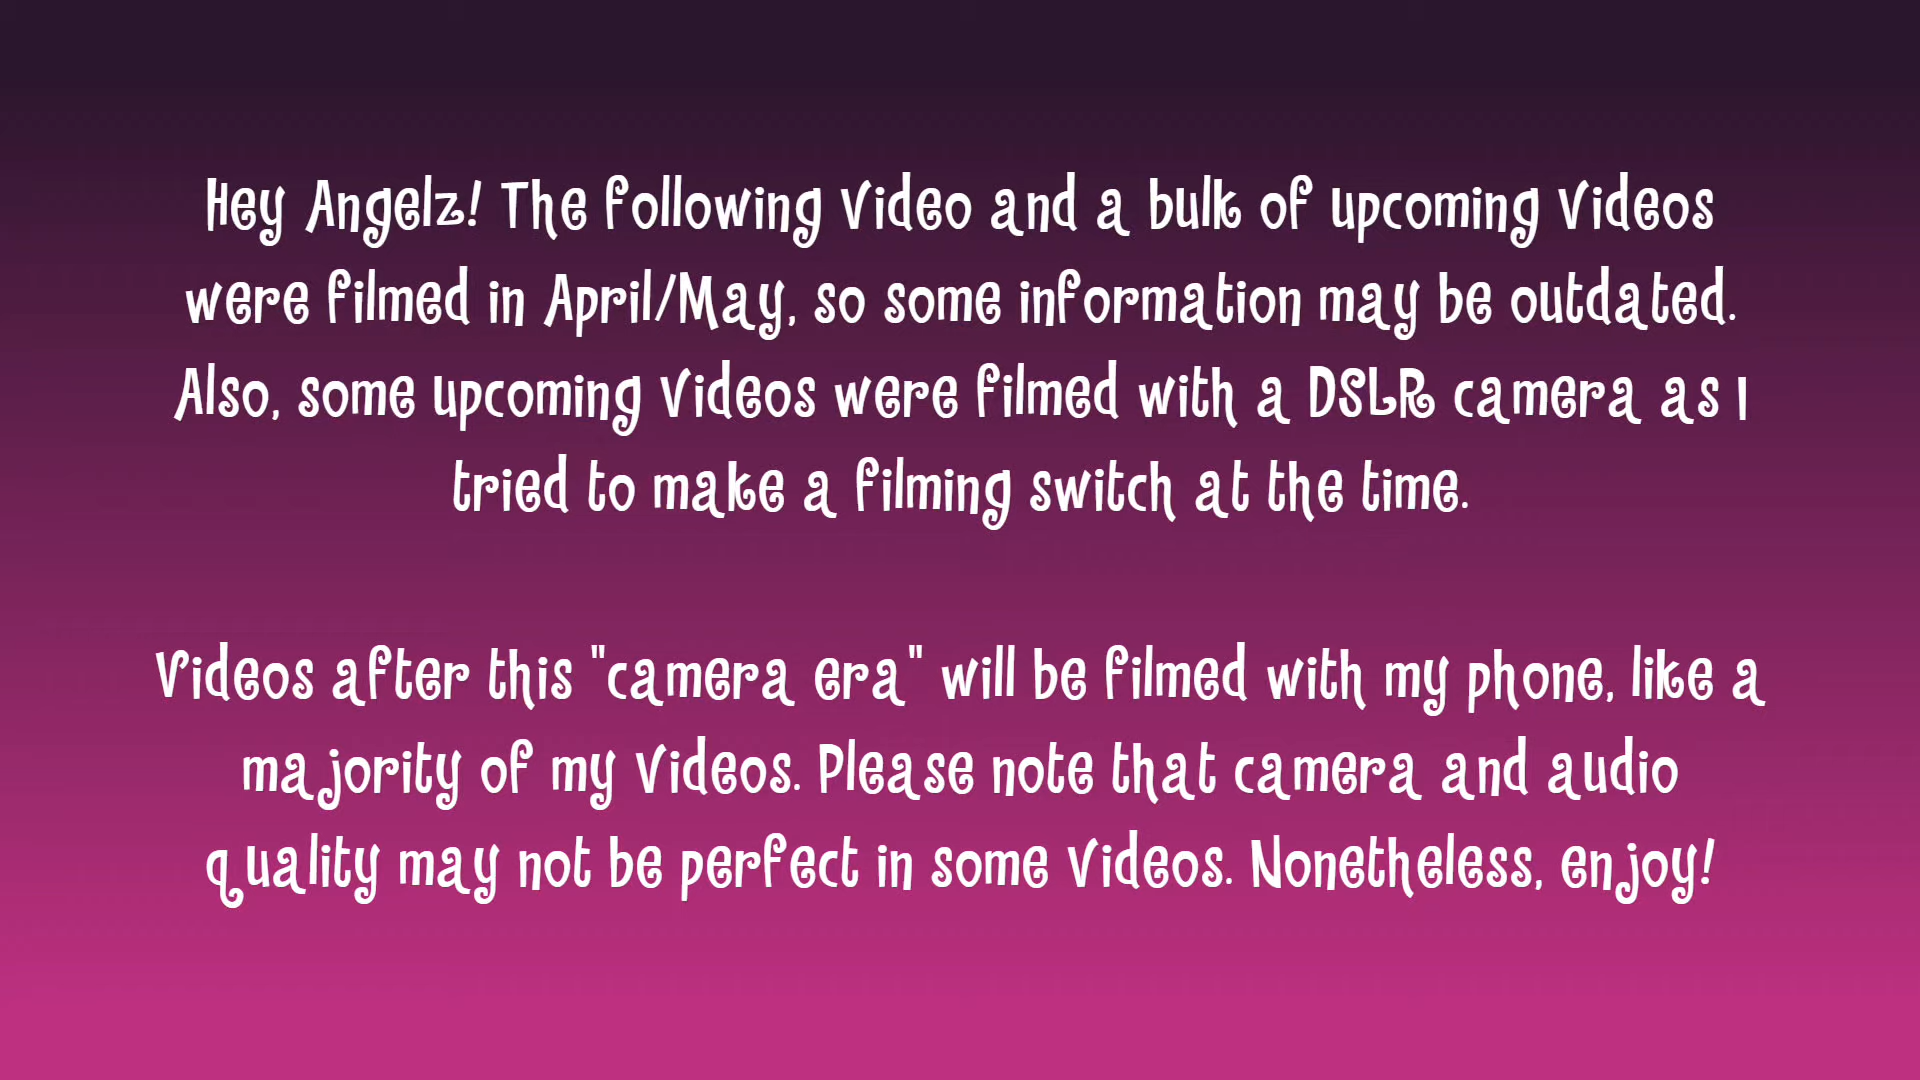 Hey Angelz! The following video and a bulk of upcoming videos
were filmed in April/May, so some information may be outdated.
Also, some upcoming videos were filmed with a DSLR camera as I
tried to make a filming switch at the time.
Videos after this "camera era" will be filmed with my phone, like a
majority of my videos. Please note that camera and audio
quality may not be perfect in some videos. Nonetheless, enjoy!